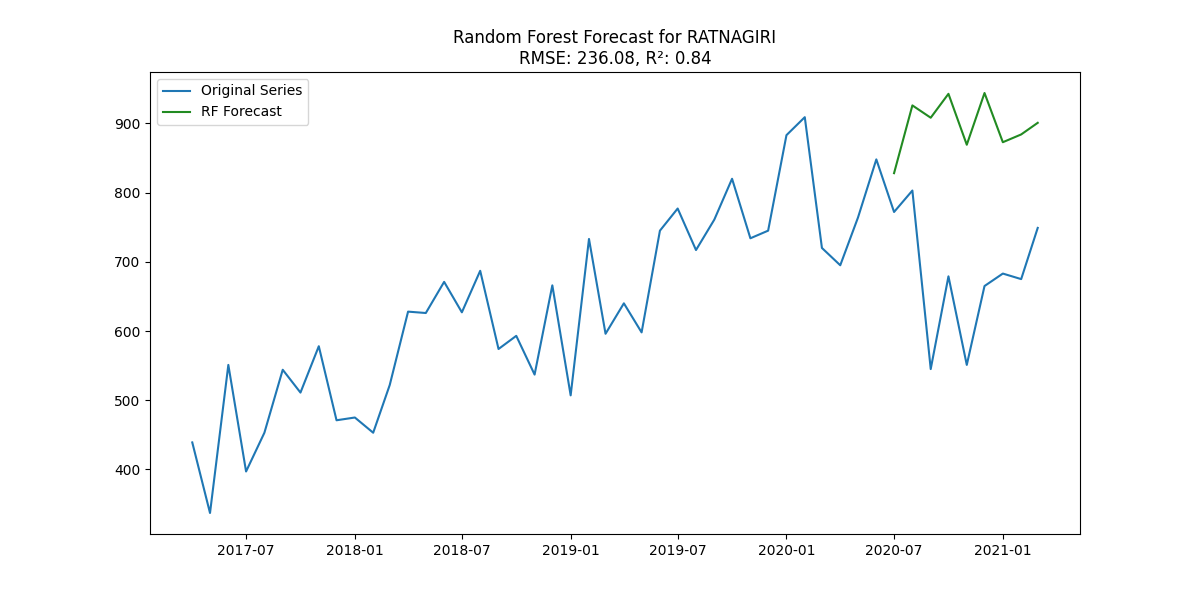 Random Forest Forecast for RATNAGIRI
RMSE: 236.08, R²: 0.84
Original Series
RF Forecast
900
800
700
600
500
400
2017-07 2018-01 2018-07 2019-01 2019-07 2020-01 2020-07 2021-01